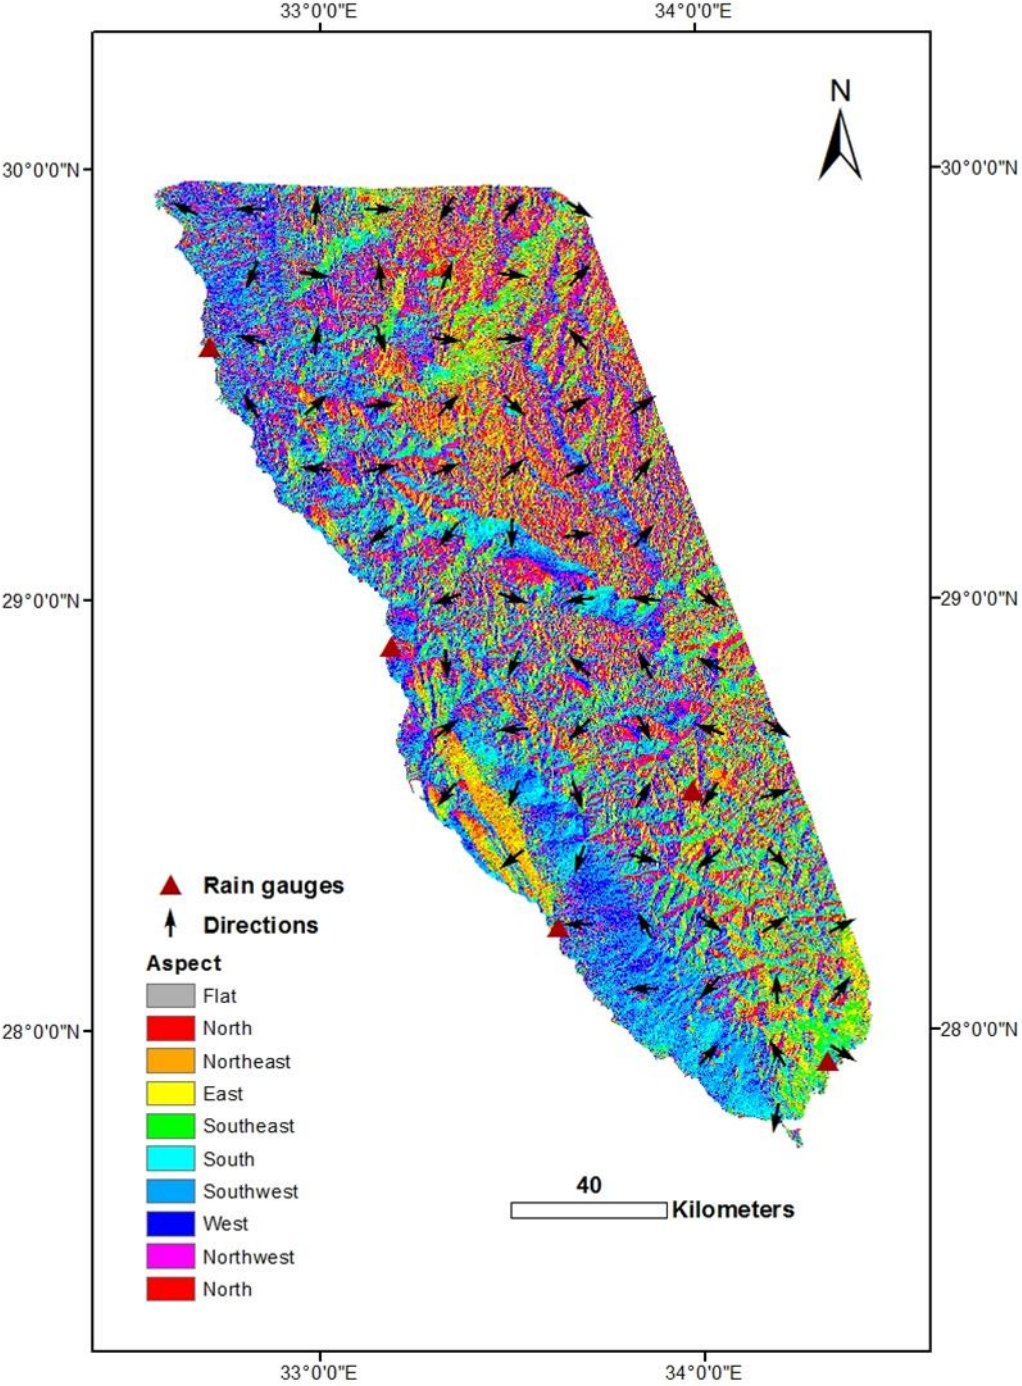 33°0'0"E 34°0'0"E
N
30°0'0"N 30°0'0"N
29°0'0"N 29°0'0"N
Rain gauges
Directions
Aspect
Flat
North
28°0'0"N 28°0'0"N
Northeast
East
Southeast
South
Southwest
West
Northwest
North
40
Kilometers
33°0'0"E 34°0'0"E